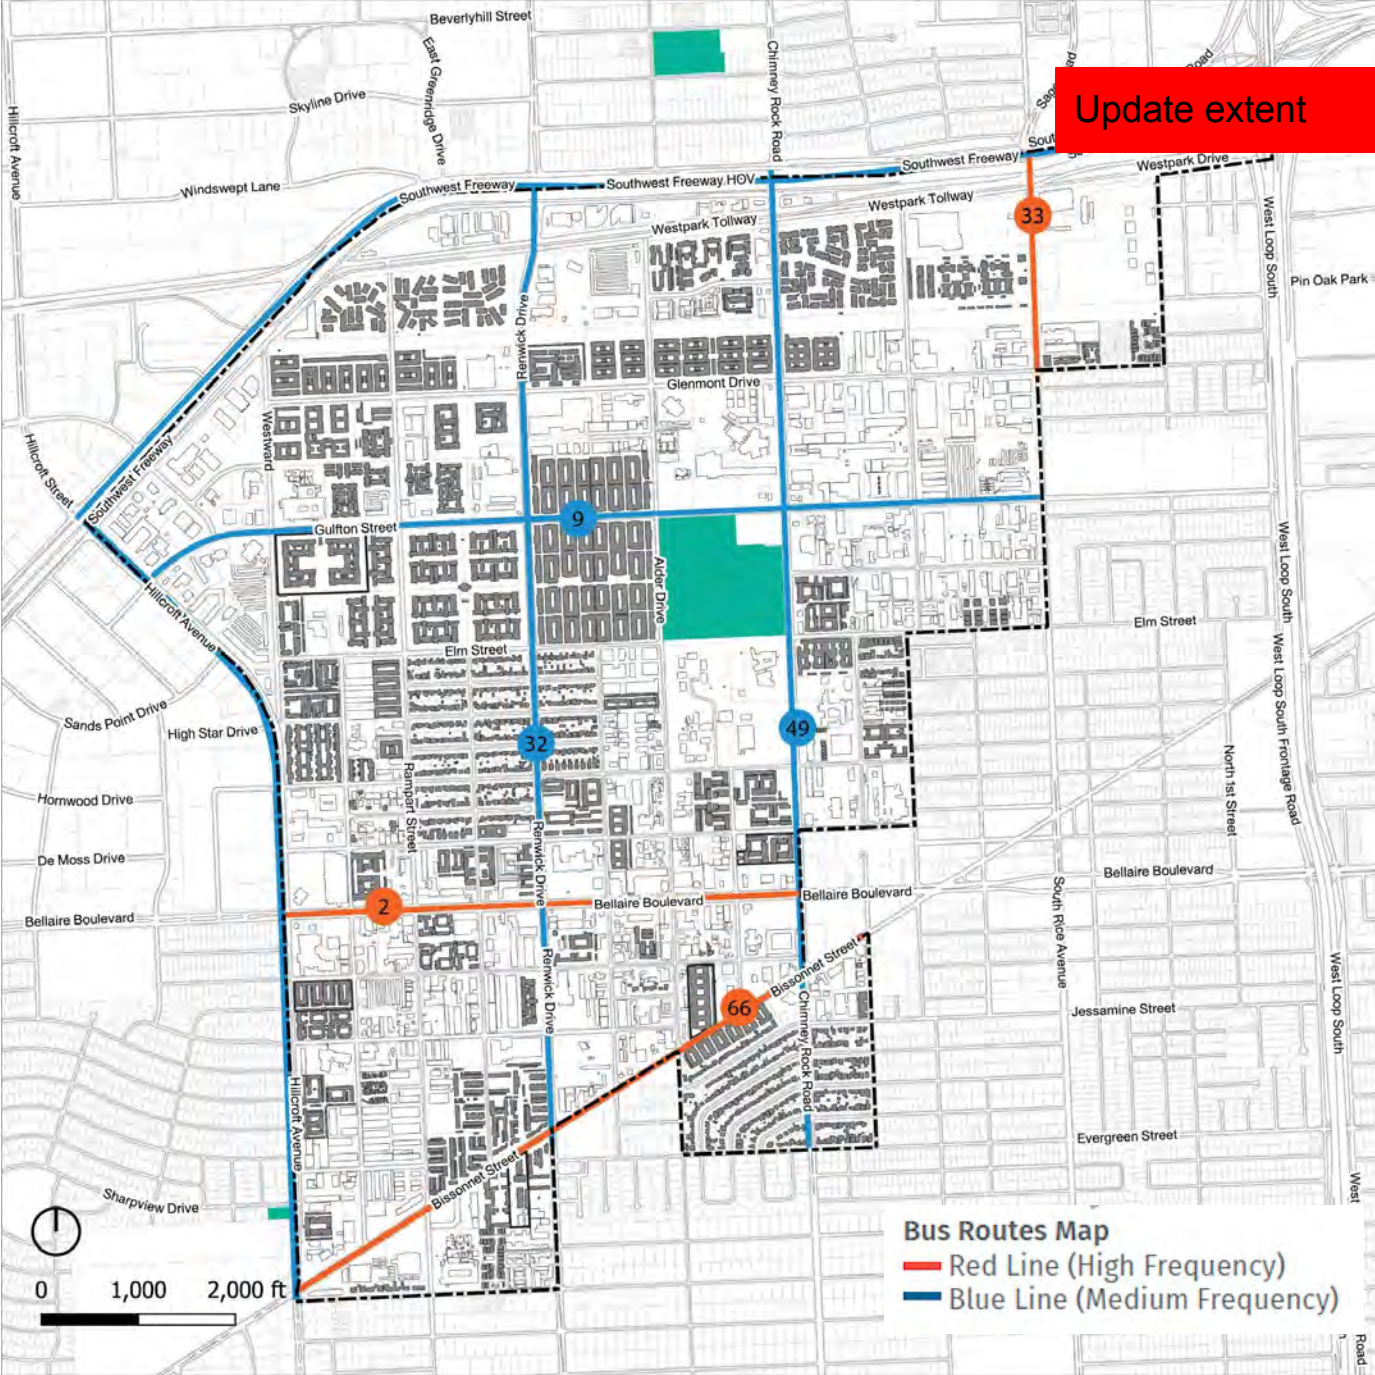 Beverlyhill Street
East Greenridge Drive
Skyline Drive
Hillcroft Avenue
Windswept Lane
Chimney Rock Road
Road
Update extent
Southwest Freeway
Southwest Freeway HOV
Southwest Freeway
Westpark Drive
Westpark Tollway
Westpark Tollway
33
West Loop South
Pin Oak Park
Renwick Drive
Glenmont Drive
Westward
Hillcroft Street
Southwest Freeway
Gulfton Street
9
Alder Drive
West Loop South
Hillcroft Avenue
Elm Street
Elm Street
Sands Point Drive
High Star Drive
32
49
West Loop South Frontage Road
North 1st Street
Hornwood Drive
Rampart Street
De Moss Drive
Renwick Drive
Bellaire Boulevard
Bellaire Boulevard
2
Bellaire Boulevard
Bellaire Boulevard
South Rice Avenue
Bissonnet Street
Renwick Drive
66
Chimney Rock Road
Jessamine Street
West Loop South
Hillcroft Avenue
Evergreen Street
Bissonnet Street
Sharpview Drive
West
Road
0 1,000 2,000 ft
Bus Routes Map
Red Line (High Frequency)
Blue Line (Medium Frequency)